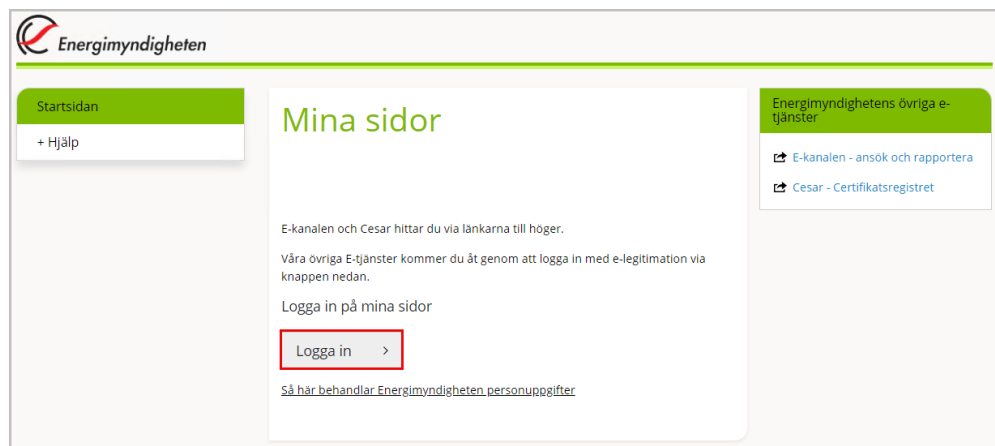 Energimyndigheten
Startsidan
+ Hjälp
Mina sidor
E-kanalen och Cesar hittar du via länkarna till höger.
Våra övriga E-tjänster kommer du åt genom att logga in med e-legitimation via
knappen nedan.
Logga in på mina sidor
Logga in >
Så här behandlar Energimyndigheten personuppgifter
Energimyndighetens övriga e-
tjänster
E-kanalen - ansök och rapportera
Cesar - Certifikatsregistret